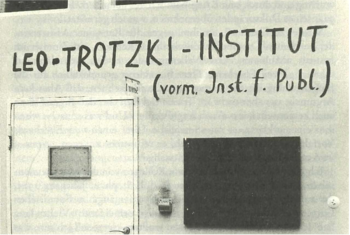 LEO-TROTZKI-INSTITUT
(vorm. Inst. f. Publ.)